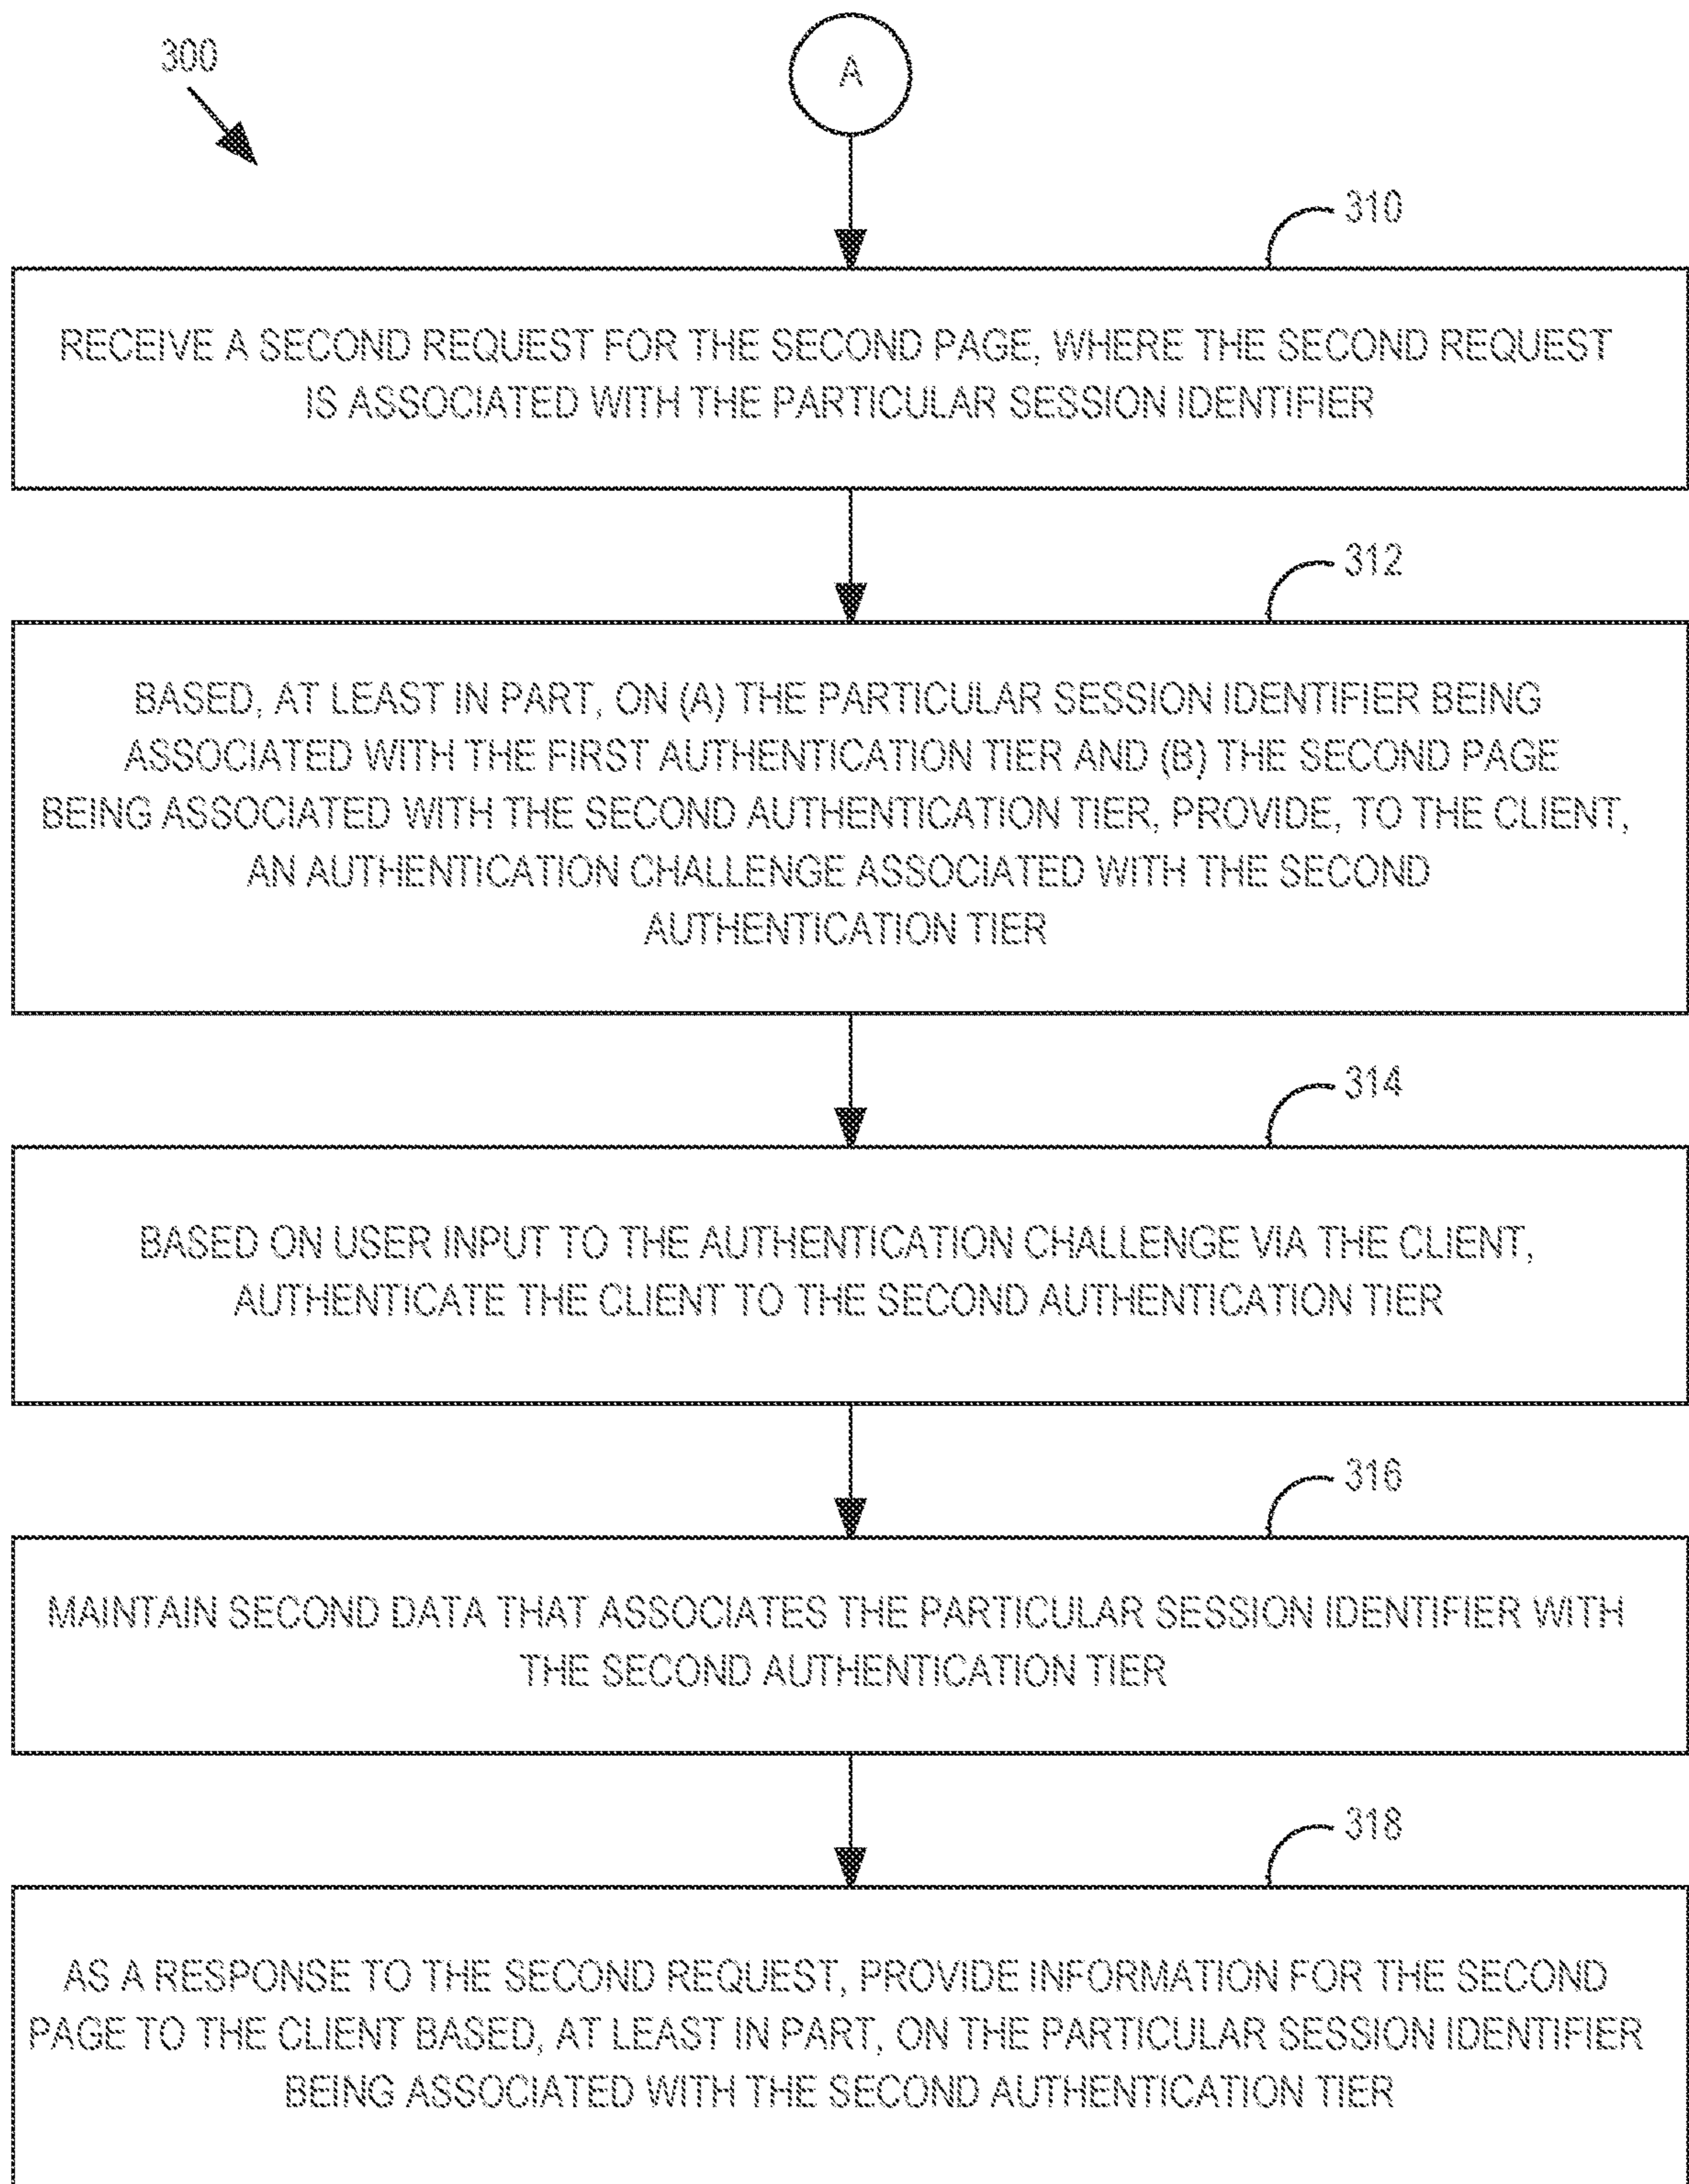 300
A
310
RECEIVE A SECOND REQUEST FOR THE SECOND PAGE, WHERE THE SECOND REQUEST
IS ASSOCIATED WITH THE PARTICULAR SESSION IDENTIFIER
312
BASED, AT LEAST IN PART, ON (A) THE PARTICULAR SESSION IDENTIFIER BEING
ASSOCIATED WITH THE FIRST AUTHENTICATION TIER AND (B) THE SECOND PAGE
BEING ASSOCIATED WITH THE SECOND AUTHENTICATION TIER, PROVIDE, TO THE CLIENT,
AN AUTHENTICATION CHALLENGE ASSOCIATED WITH THE SECOND
AUTHENTICATION TIER
314
BASED ON USER INPUT TO THE AUTHENTICATION CHALLENGE VIA THE CLIENT,
AUTHENTICATE THE CLIENT TO THE SECOND AUTHENTICATION TIER
316
MAINTAIN SECOND DATA THAT ASSOCIATES THE PARTICULAR SESSION IDENTIFIER WITH
THE SECOND AUTHENTICATION TIER
318
AS A RESPONSE TO THE SECOND REQUEST, PROVIDE INFORMATION FOR THE SECOND
PAGE TO THE CLIENT BASED, AT LEAST IN PART, ON THE PARTICULAR SESSION IDENTIFIER
BEING ASSOCIATED WITH THE SECOND AUTHENTICATION TIER